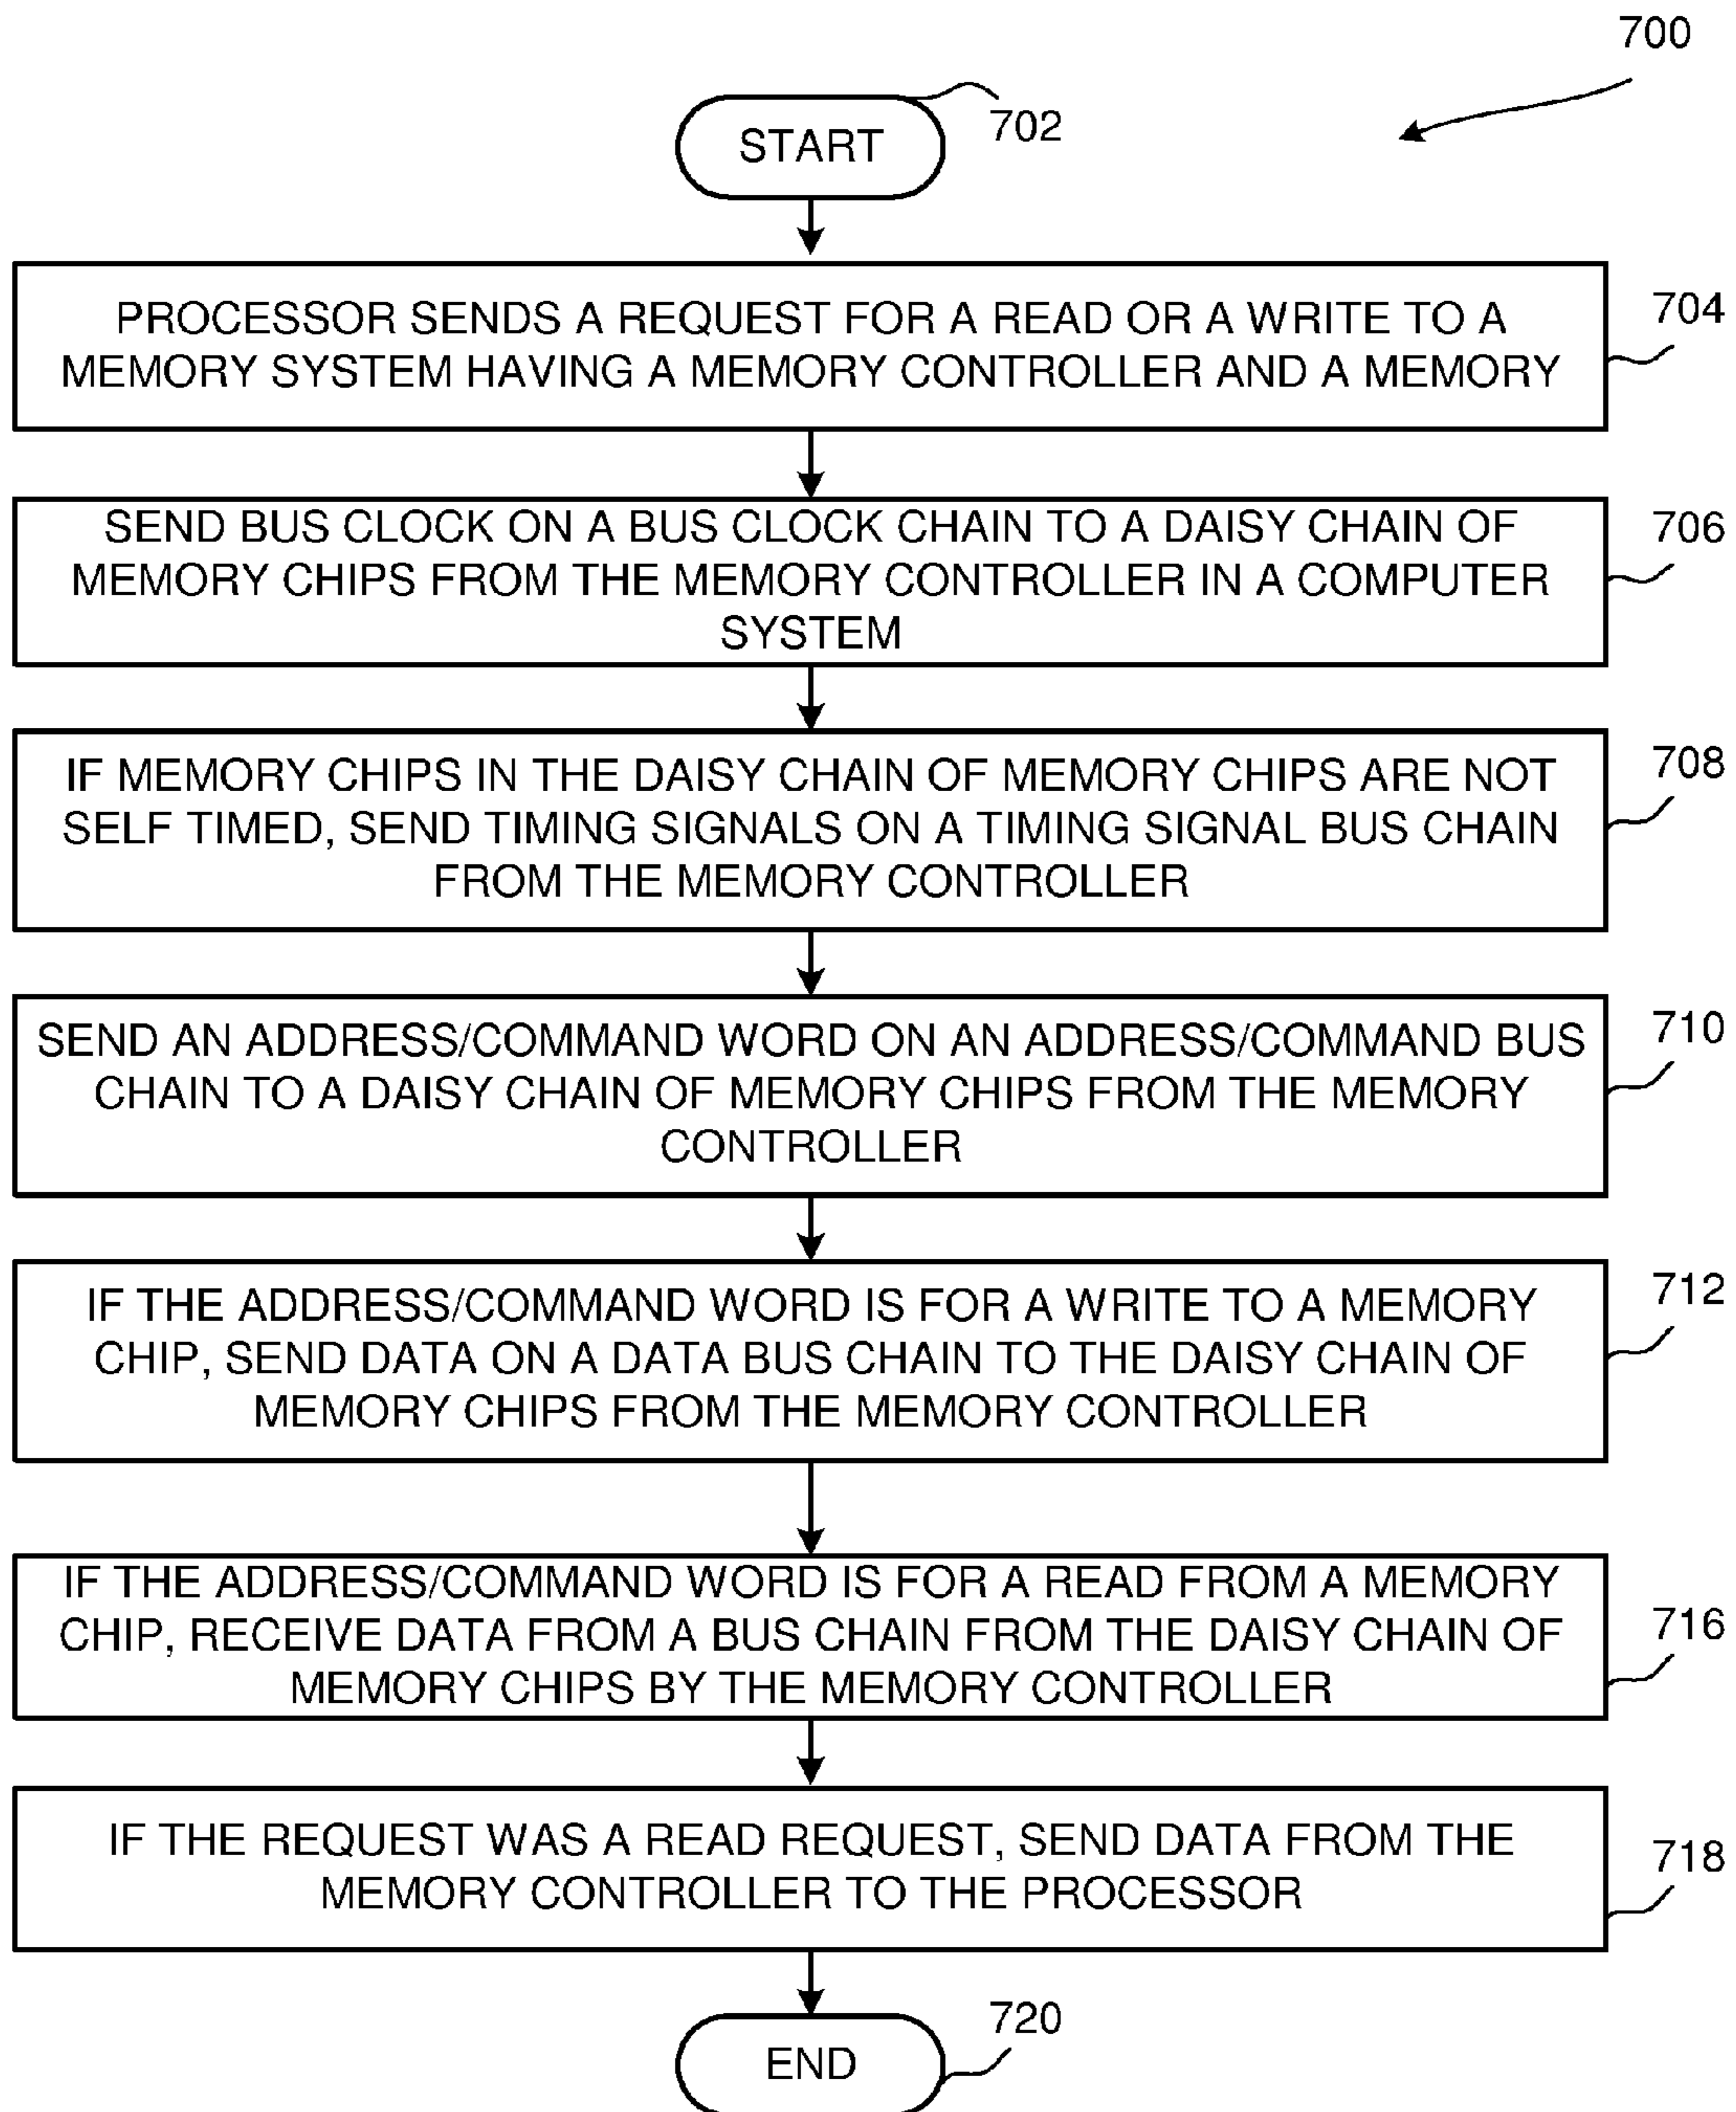 700
702
START
PROCESSOR SENDS A REQUEST FOR A READ OR A WRITE TO A
MEMORY SYSTEM HAVING A MEMORY CONTROLLER AND A MEMORY
704
SEND BUS CLOCK ON A BUS CLOCK CHAIN TO A DAISY CHAIN OF
MEMORY CHIPS FROM THE MEMORY CONTROLLER IN A COMPUTER
SYSTEM
706
IF MEMORY CHIPS IN THE DAISY CHAIN OF MEMORY CHIPS ARE NOT
SELF TIMED, SEND TIMING SIGNALS ON A TIMING SIGNAL BUS CHAIN
FROM THE MEMORY CONTROLLER
708
SEND AN ADDRESS/COMMAND WORD ON AN ADDRESS/COMMAND BUS
CHAIN TO A DAISY CHAIN OF MEMORY CHIPS FROM THE MEMORY
CONTROLLER
710
IF THE ADDRESS/COMMAND WORD IS FOR A WRITE TO A MEMORY
CHIP, SEND DATA ON A DATA BUS CHAIN TO THE DAISY CHAIN OF
MEMORY CHIPS FROM THE MEMORY CONTROLLER
712
IF THE ADDRESS/COMMAND WORD IS FOR A READ FROM A MEMORY
CHIP, RECEIVE DATA FROM A BUS CHAIN FROM THE DAISY CHAIN OF
MEMORY CHIPS BY THE MEMORY CONTROLLER
716
IF THE REQUEST WAS A READ REQUEST, SEND DATA FROM THE
MEMORY CONTROLLER TO THE PROCESSOR
718
720
END